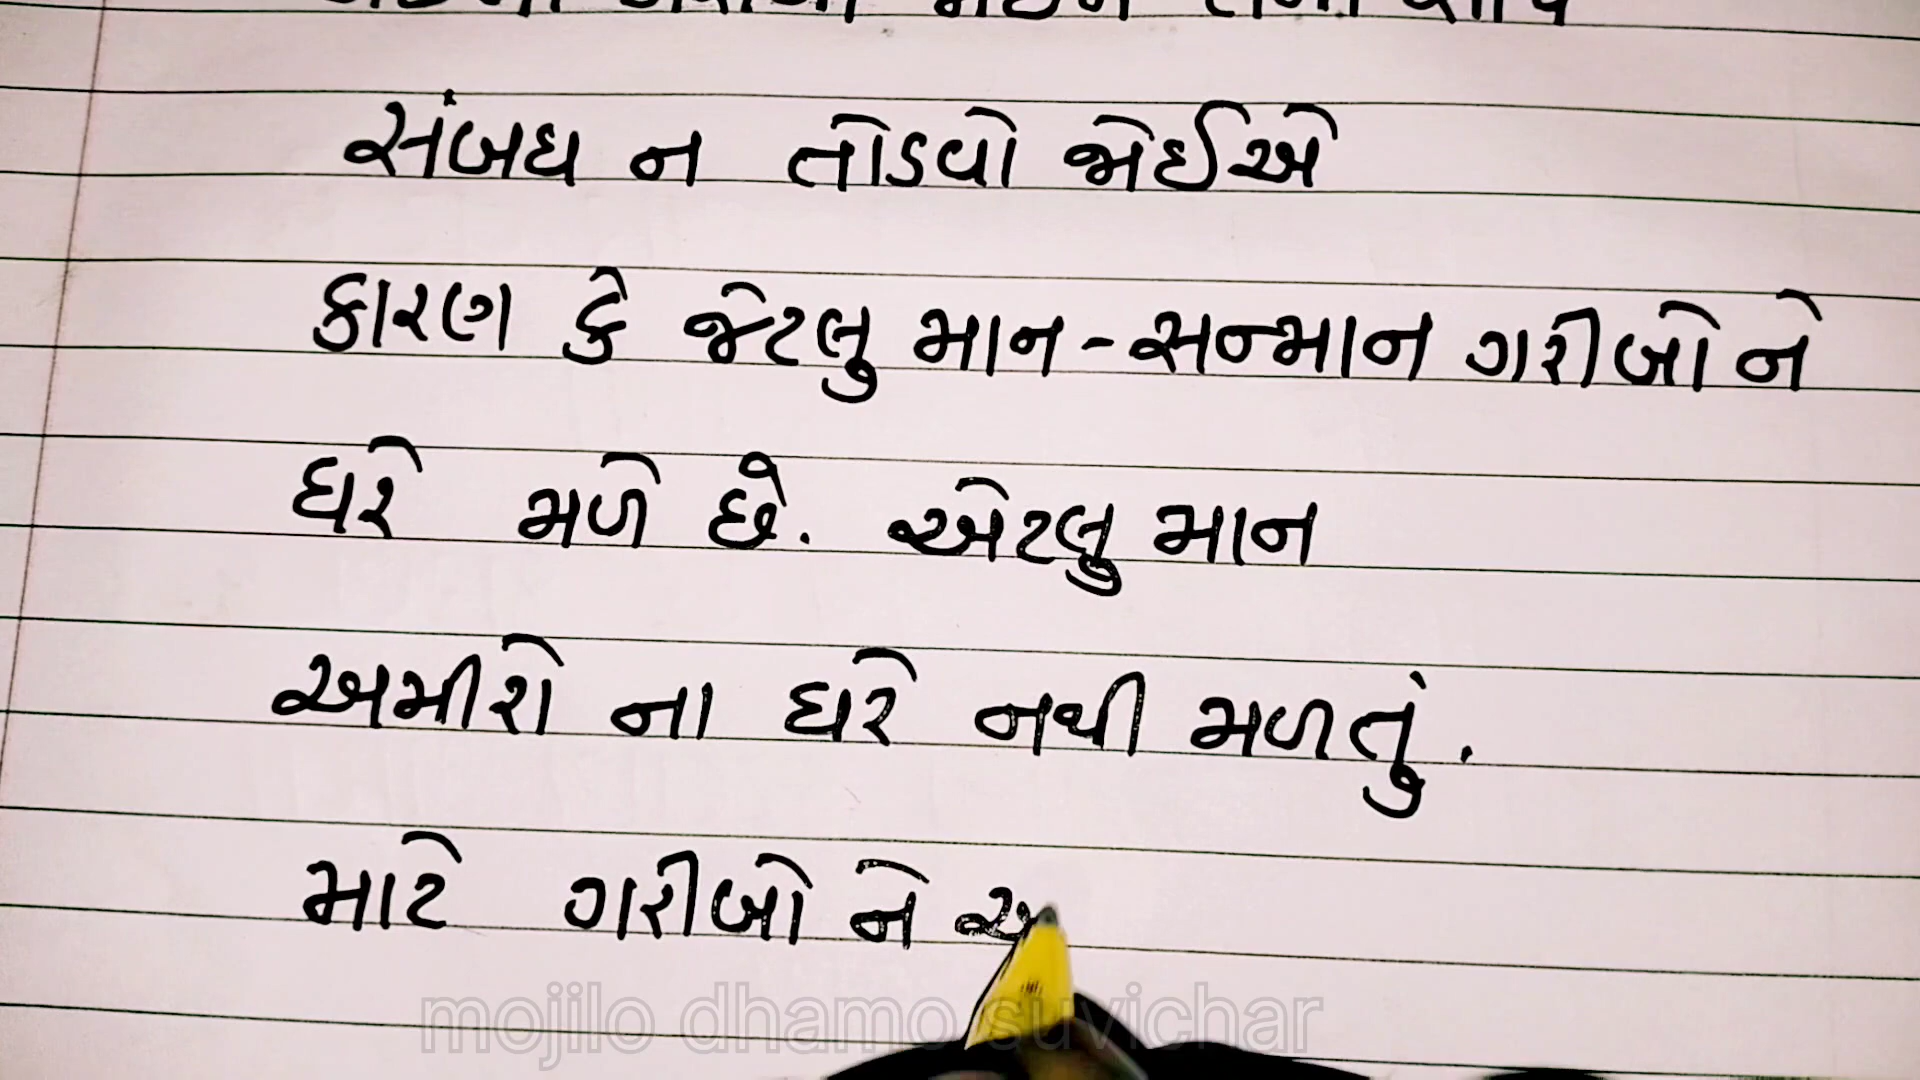 સંબધ ન તોડવો જોઈએ
કારણ કે જેટલુ માન-સન્માન ગરીબો ને
ઘરે મળે છે. એટલુ માન
અમીરો ના ઘરે નથી મળતું.
માટે ગરીબો ને
mojilo dhamo suvichar